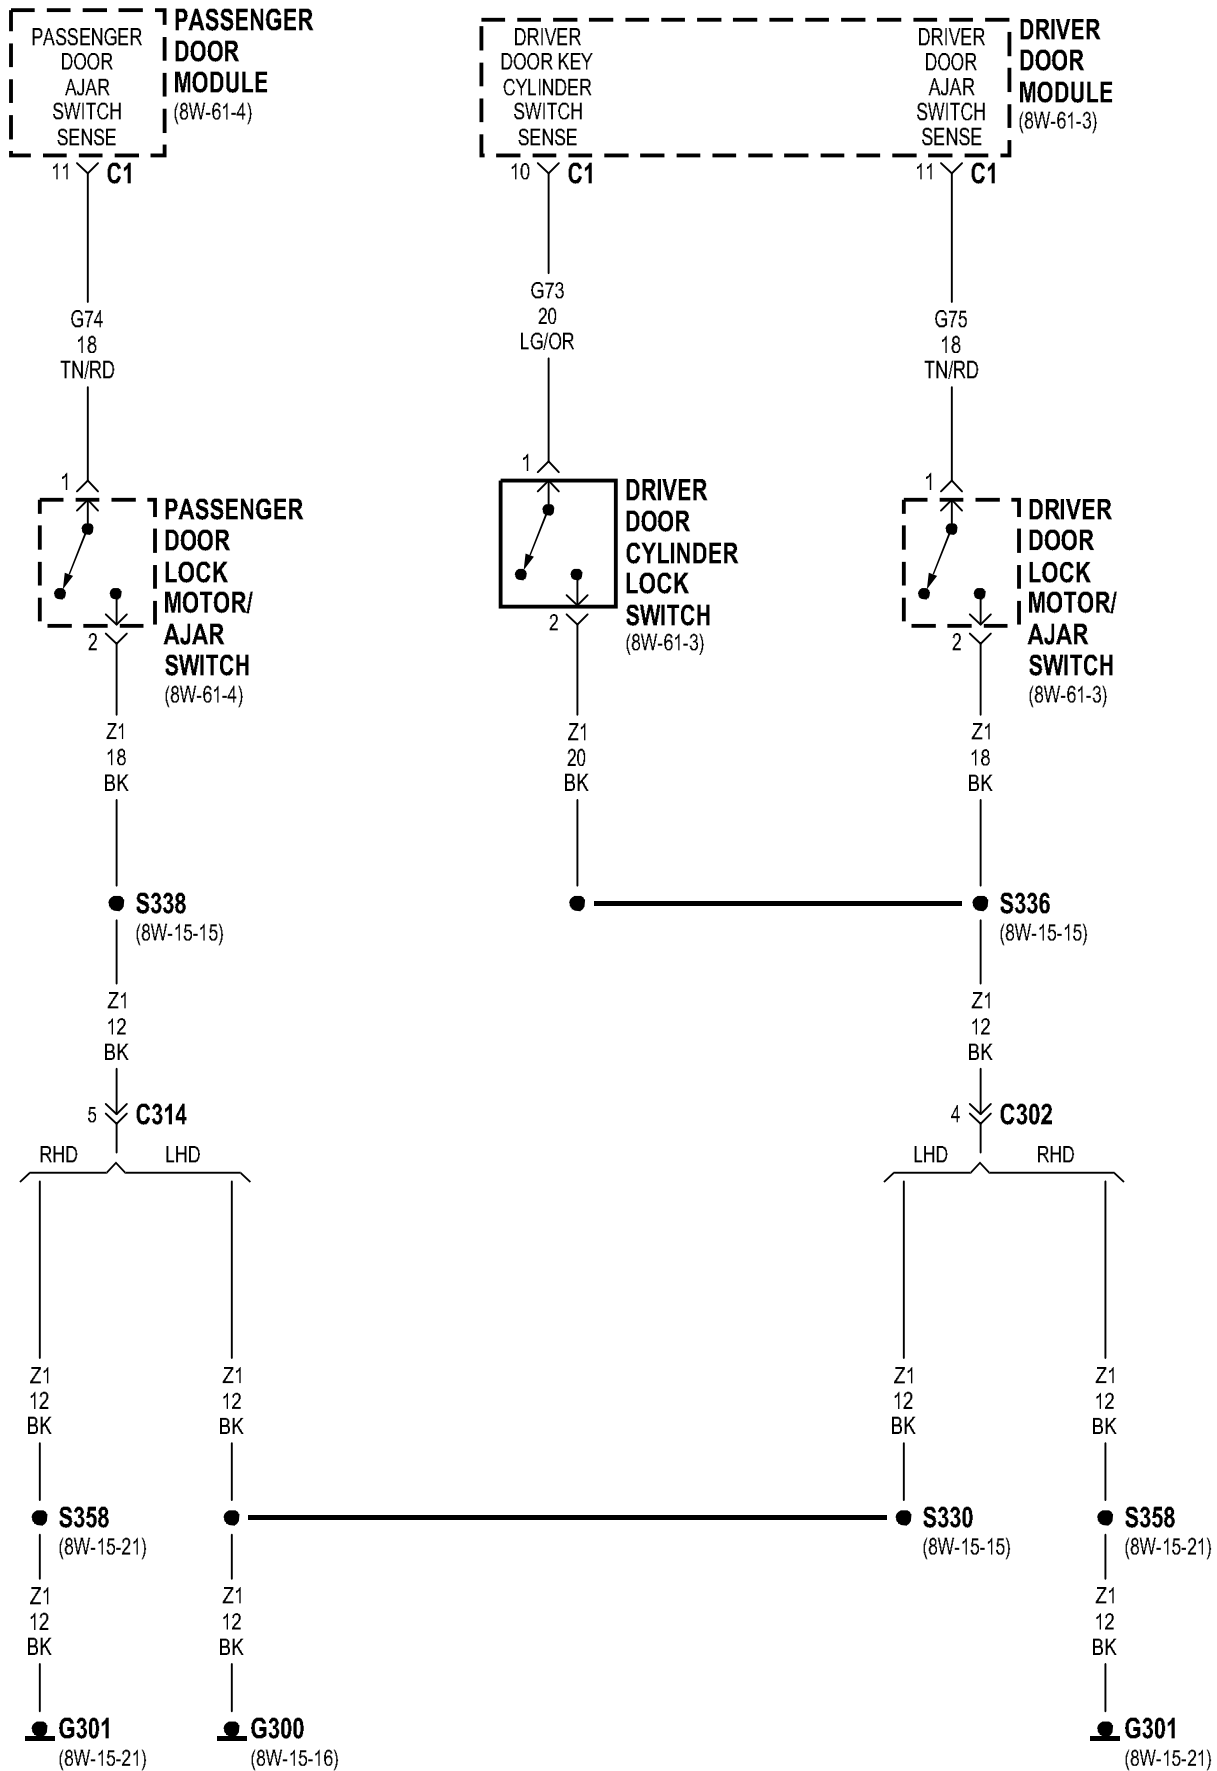 PASSENGER
DOOR
AJAR
SWITCH
SENSE
PASSENGER
DOOR
MODULE
(8W-61-4)
DRIVER
DOOR KEY
CYLINDER
SWITCH
SENSE
DRIVER
DOOR
AJAR
SWITCH
SENSE
DRIVER
DOOR
MODULE
(8W-61-3)
11 C1
10 C1
11 C1
G74
18
TN/RD
G73
20
LG/OR
G75
18
TN/RD
1
PASSENGER
DOOR
LOCK
MOTOR/
AJAR
SWITCH
(8W-61-4)
2
1
DRIVER
DOOR
CYLINDER
LOCK
SWITCH
(8W-61-3)
2
1
DRIVER
DOOR
LOCK
MOTOR/
AJAR
SWITCH
(8W-61-3)
2
Z1
18
BK
Z1
20
BK
Z1
18
BK
S338
(8W-15-15)
S336
(8W-15-15)
Z1
12
BK
Z1
12
BK
5 C314
4 C302
RHD LHD
LHD RHD
Z1
12
BK
Z1
12
BK
Z1
12
BK
Z1
12
BK
S358
(8W-15-21)
S330
(8W-15-15)
S358
(8W-15-21)
Z1
12
BK
Z1
12
BK
Z1
12
BK
G301
(8W-15-21)
G300
(8W-15-16)
G301
(8W-15-21)